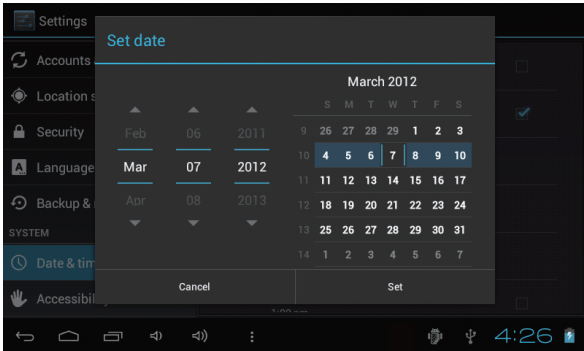 Settings
Set date
Accounts
Location s
Security
Language
Backup &
SYSTEM
Date & tim
Accessibil
Feb 06 2011
Mar 07 2012
Apr 08 2013
March 2012
S M T W T F S
9 26 27 28 29 1 2 3
10 4 5 6 7 8 9 10
11 11 12 13 14 15 16 17
12 18 19 20 21 22 23 24
13 25 26 27 28 29 30 31
14 1 2 3 4 5 6 7
Cancel
Set
4:26